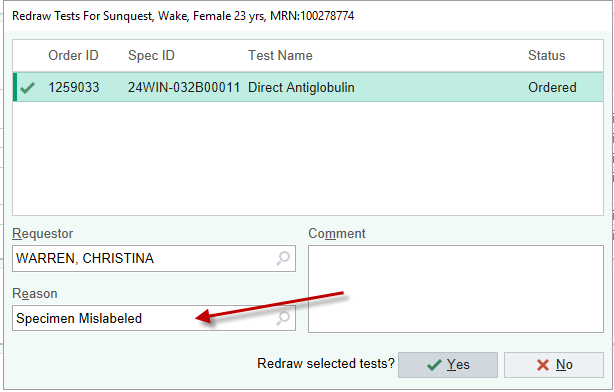 Redraw Tests For Sunquest, Wake, Female 23 yrs, MRN:100278774
Order ID Spec ID Test Name Status
1259033 24WIN-032B00011 Direct Antiglobulin Ordered
Requestor Comment
WARREN, CHRISTINA
Reason
Specimen Mislabeled
Redraw selected tests? Yes No